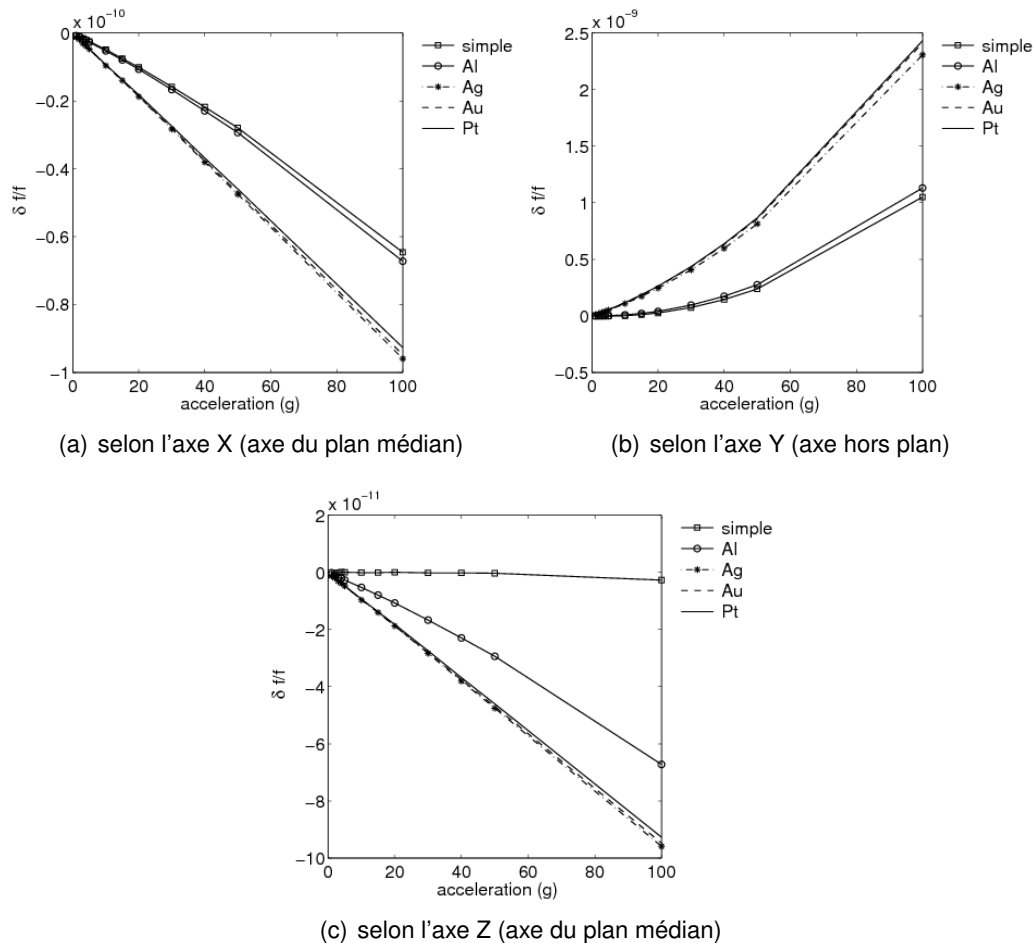 x 10⁻¹⁰
0
−0.2
−0.4
−0.6
−0.8
−1
δ f/f
0 20 40 60 80 100
acceleration (g)
simple
Al
Ag
Au
Pt
(a) selon l'axe X (axe du plan médian)
x 10⁻⁹
2.5
2
1.5
1
0.5
0
−0.5
δ f/f
0 20 40 60 80 100
acceleration (g)
simple
Al
Ag
Au
Pt
(b) selon l'axe Y (axe hors plan)
x 10⁻¹¹
2
0
−2
−4
−6
−8
−10
δ f/f
0 20 40 60 80 100
acceleration (g)
simple
Al
Ag
Au
Pt
(c) selon l'axe Z (axe du plan médian)